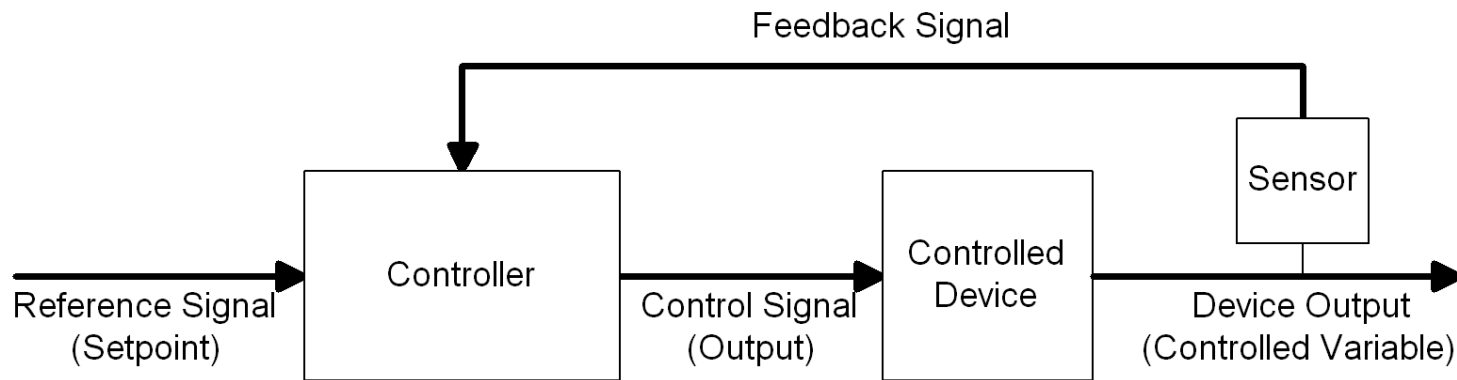 Feedback Signal
Sensor
Controller
Controlled
Device
Reference Signal
(Setpoint)
Control Signal
(Output)
Device Output
(Controlled Variable)